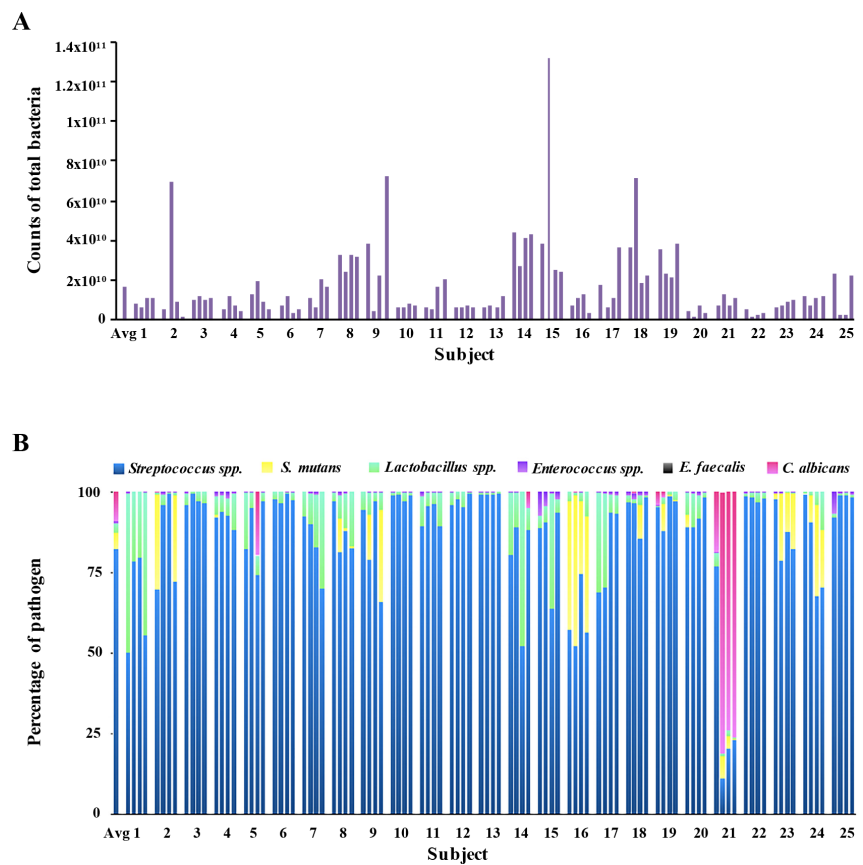 A
1.4x10¹¹
1.2x10¹¹
1x10¹¹
8x10¹⁰
6x10¹⁰
4x10¹⁰
2x10¹⁰
0
Counts of total bacteria
Avg 1 2 3 4 5 6 7 8 9 10 11 12 13 14 15 16 17 18 19 20 21 22 23 24 25
Subject
B
Streptococcus spp. S. mutans Lactobacillus spp. Enterococcus spp. E. faecalis C. albicans
100
75
50
25
0
Percentage of pathogen
Avg 1 2 3 4 5 6 7 8 9 10 11 12 13 14 15 16 17 18 19 20 21 22 23 24 25
Subject